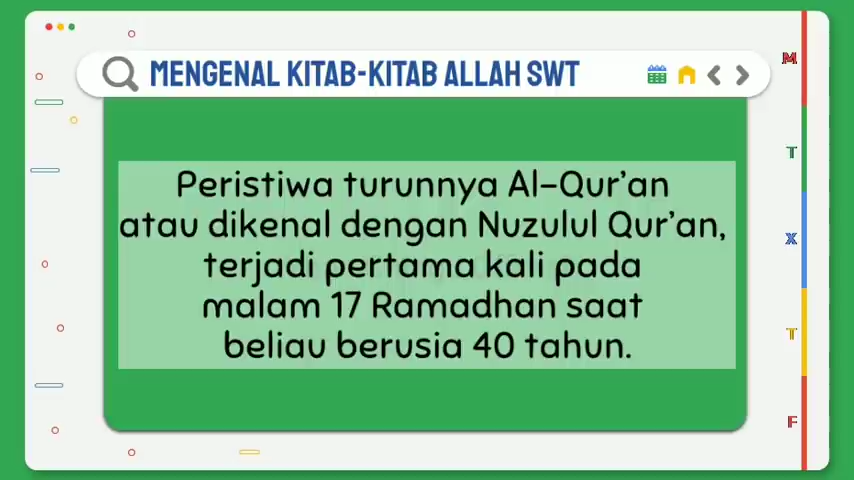 MENGENAL KITAB-KITAB ALLAH SWT
Peristiwa turunnya Al-Qur'an
atau dikenal dengan Nuzulul Qur'an,
terjadi pertama kali pada
malam 17 Ramadhan saat
beliau berusia 40 tahun.
M
T
X
T
F